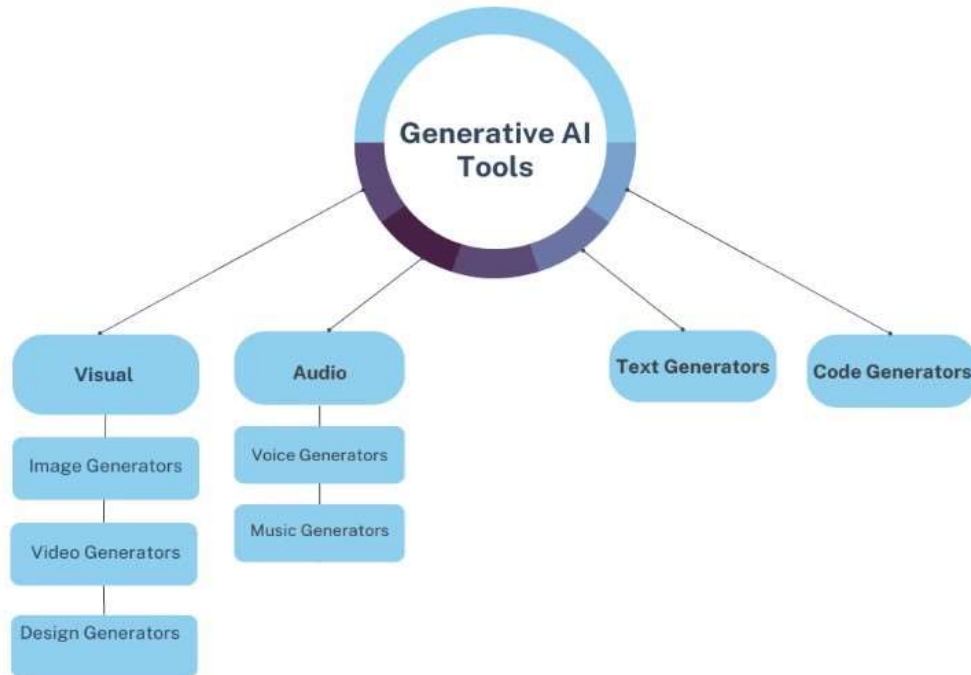 Generative AI
Tools
Visual
Image Generators
Video Generators
Design Generators
Audio
Voice Generators
Music Generators
Text Generators
Code Generators